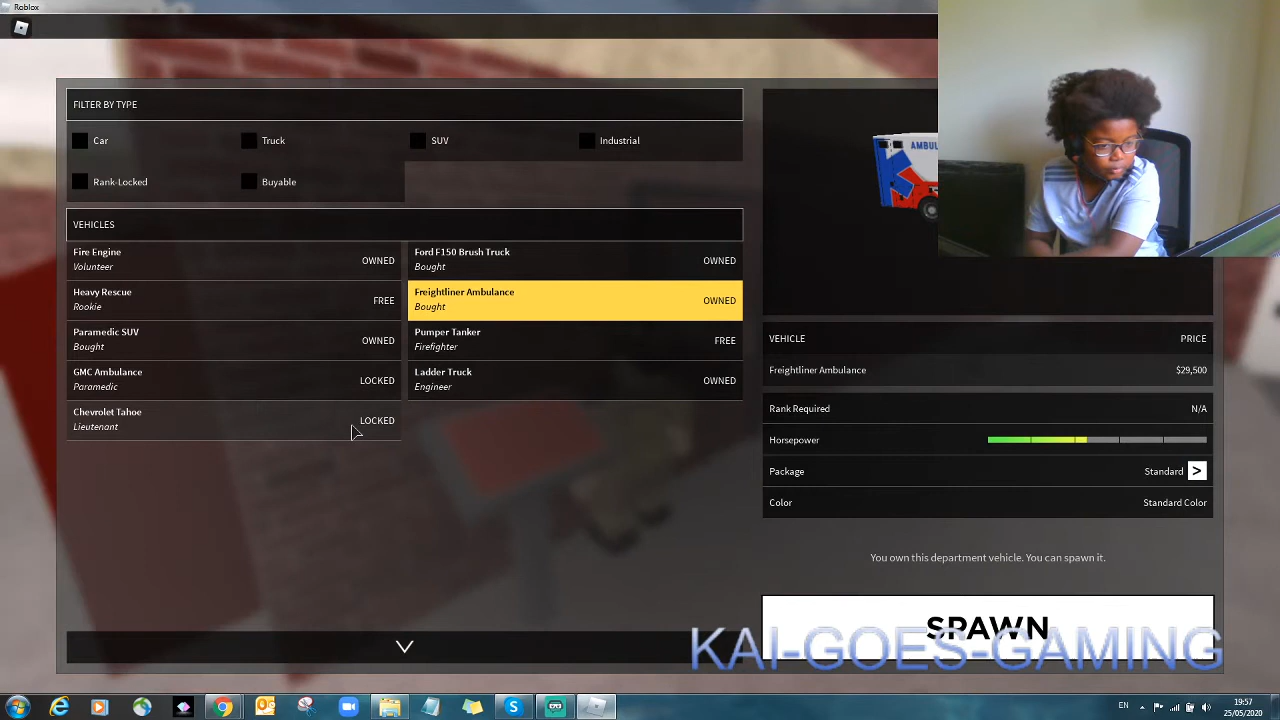 Roblox
FILTER BY TYPE
Car
Truck
SUV
Industrial
Rank-Locked
Buyable
VEHICLES
Fire Engine
Volunteer
OWNED
Ford F150 Brush Truck
Bought
OWNED
Heavy Rescue
Rookie
FREE
Freightliner Ambulance
Bought
OWNED
Paramedic SUV
Bought
OWNED
Pumper Tanker
Firefighter
FREE
GMC Ambulance
Paramedic
LOCKED
Ladder Truck
Engineer
OWNED
Chevrolet Tahoe
Lieutenant
LOCKED
AMBUL
VEHICLE PRICE
Freightliner Ambulance $29,500
Rank Required N/A
Horsepower
Package Standard >
Color Standard Color
You own this department vehicle. You can spawn it.
SPAWN
KAI-GOES-GAMING
EN
19:57
25/05/2020